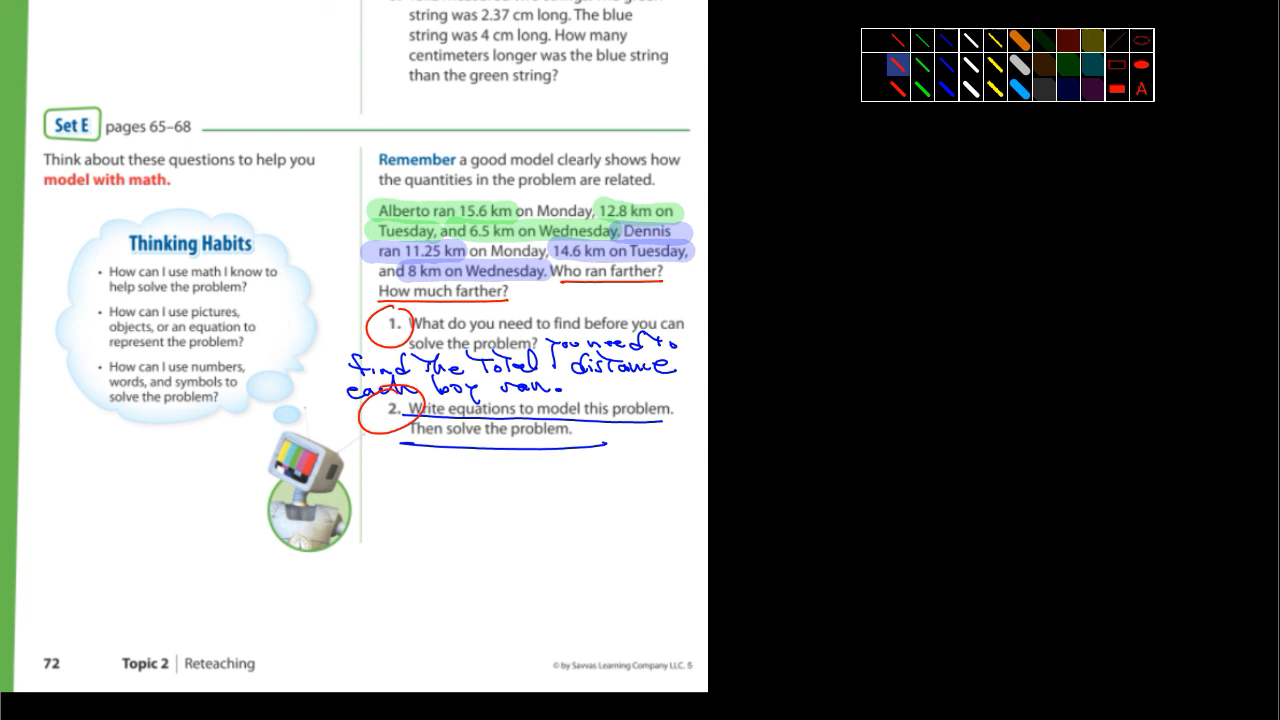 string was 2.37 cm long. The blue
string was 4 cm long. How many
centimeters longer was the blue string
than the green string?
Set E pages 65–68
Think about these questions to help you
model with math.
Thinking Habits
• How can I use math I know to
help solve the problem?
• How can I use pictures,
objects, or an equation to
represent the problem?
• How can I use numbers,
words, and symbols to
solve the problem?
Remember a good model clearly shows how
the quantities in the problem are related.
Alberto ran 15.6 km on Monday, 12.8 km on
Tuesday, and 6.5 km on Wednesday. Dennis
ran 11.25 km on Monday, 14.6 km on Tuesday,
and 8 km on Wednesday. Who ran farther?
How much farther?
1. What do you need to find before you can
solve the problem? You need to
find the Total distance
each boy ran.
2. Write equations to model this problem.
Then solve the problem.
72 Topic 2 | Reteaching
© by Savvas Learning Company LLC. 5
A